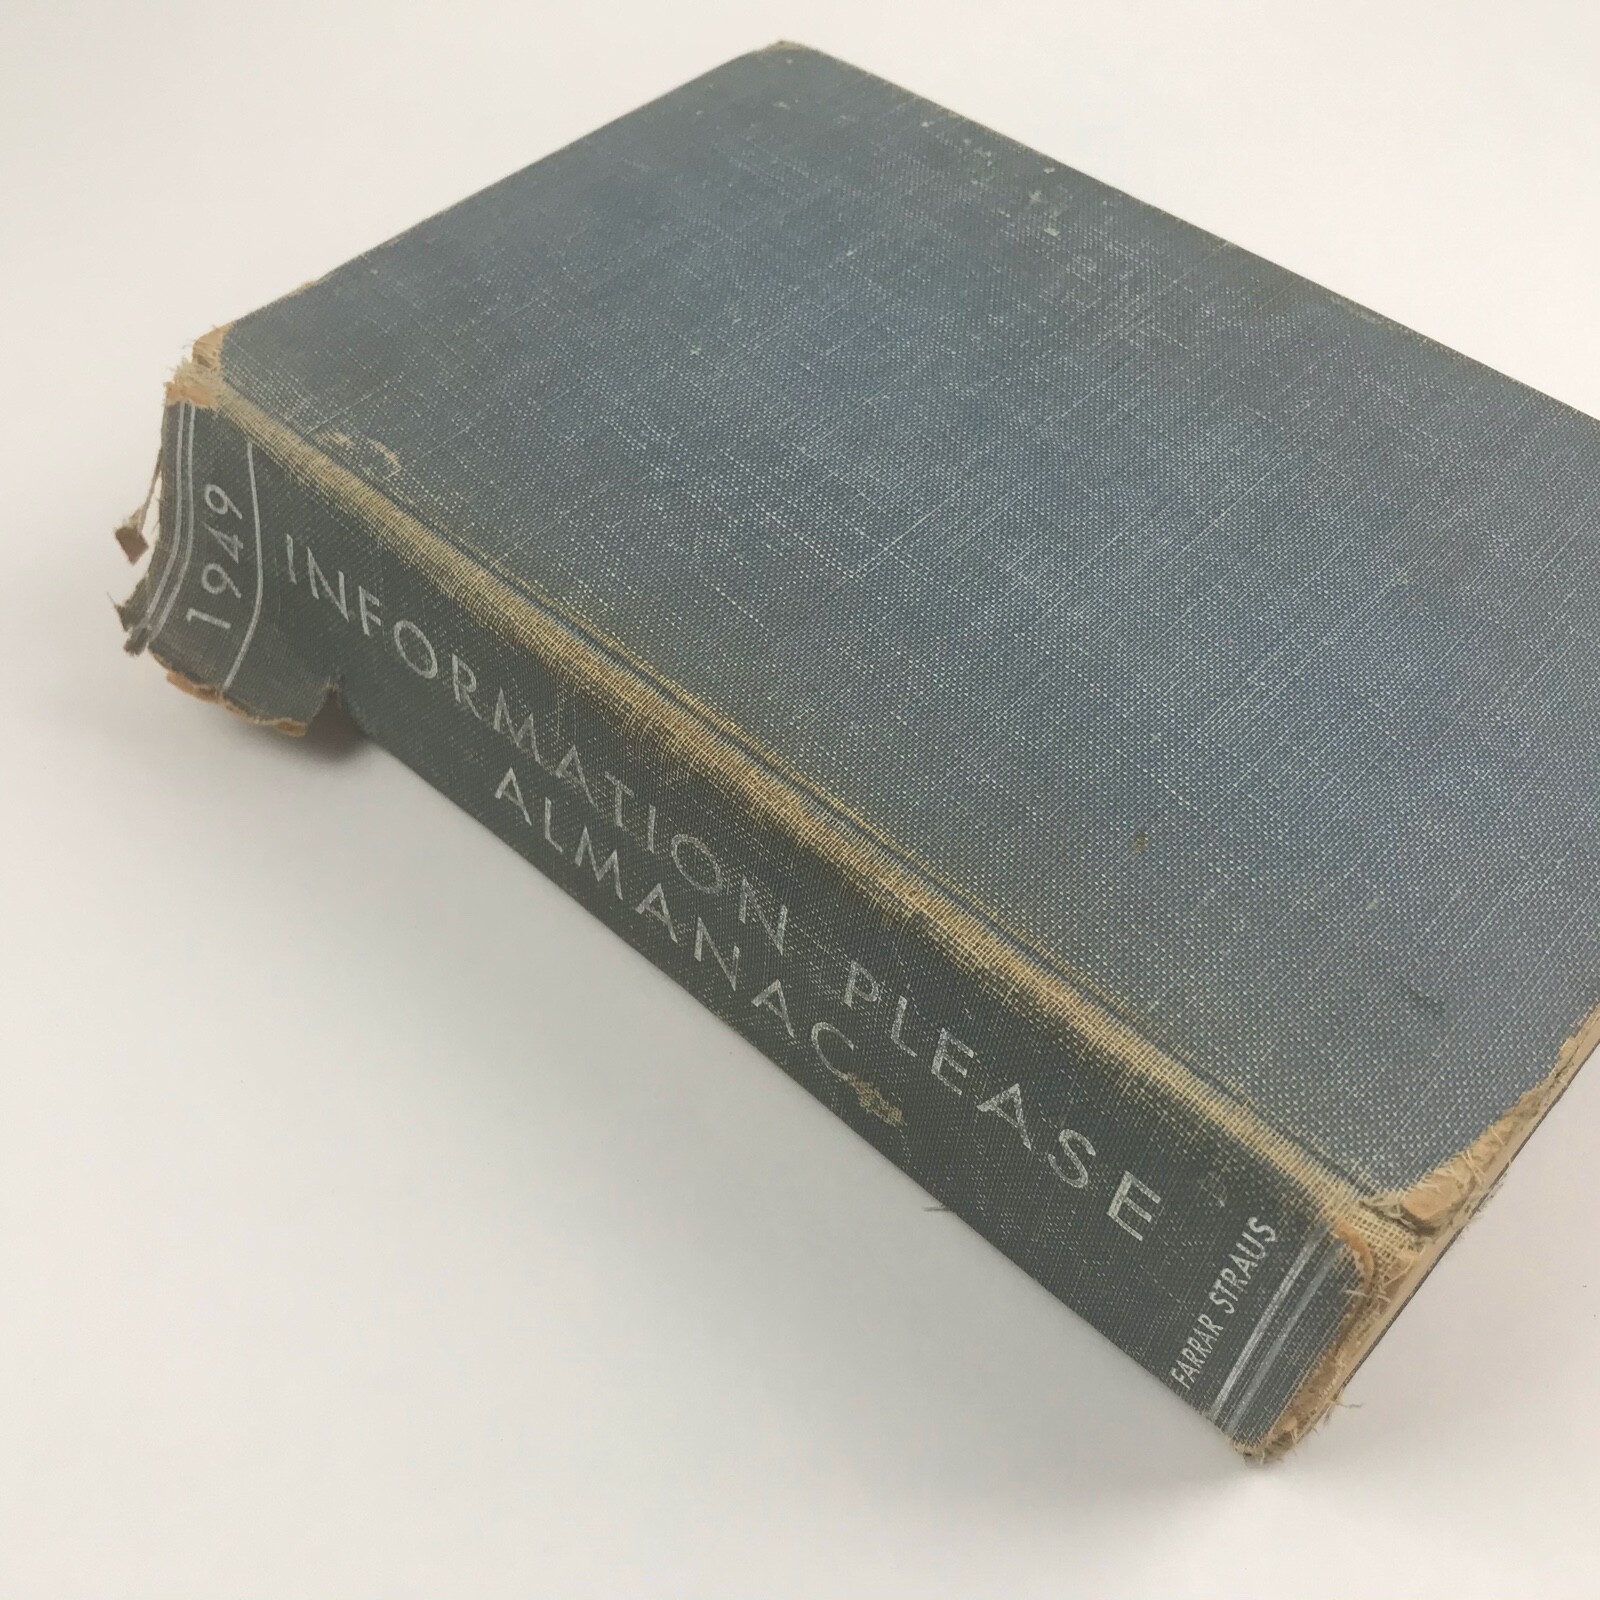 1949
INFORMATION PLEASE
ALMANAC
FARRAR STRAUS